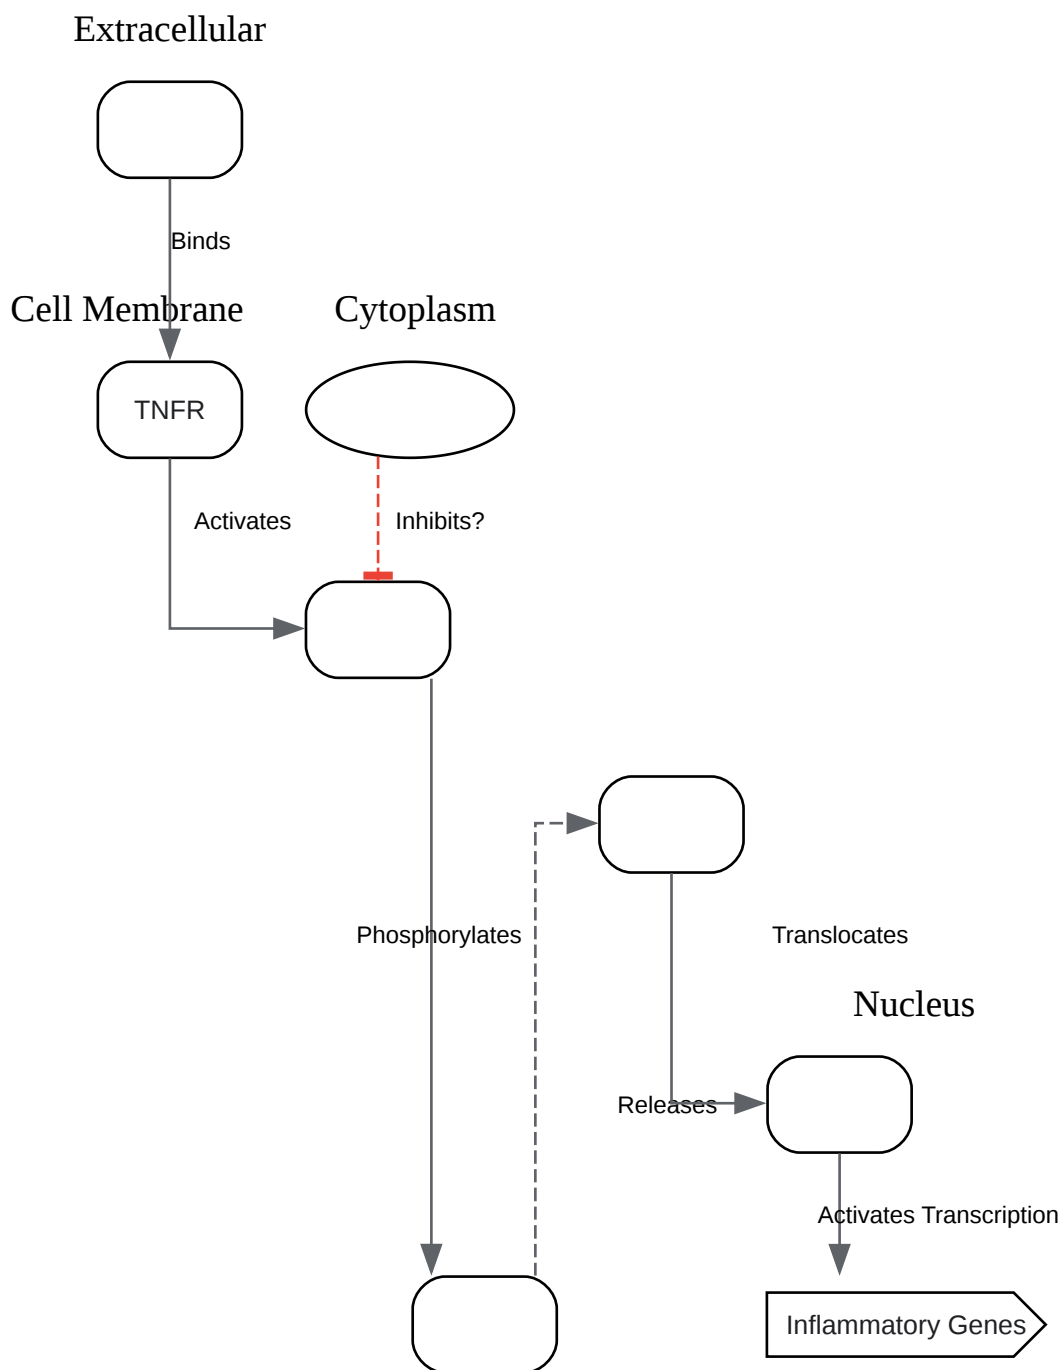 Extracellular
Binds
Cell Membrane
Cytoplasm
TNFR
Activates
Inhibits?
Phosphorylates
Translocates
Nucleus
Releases
Activates Transcription
Inflammatory Genes